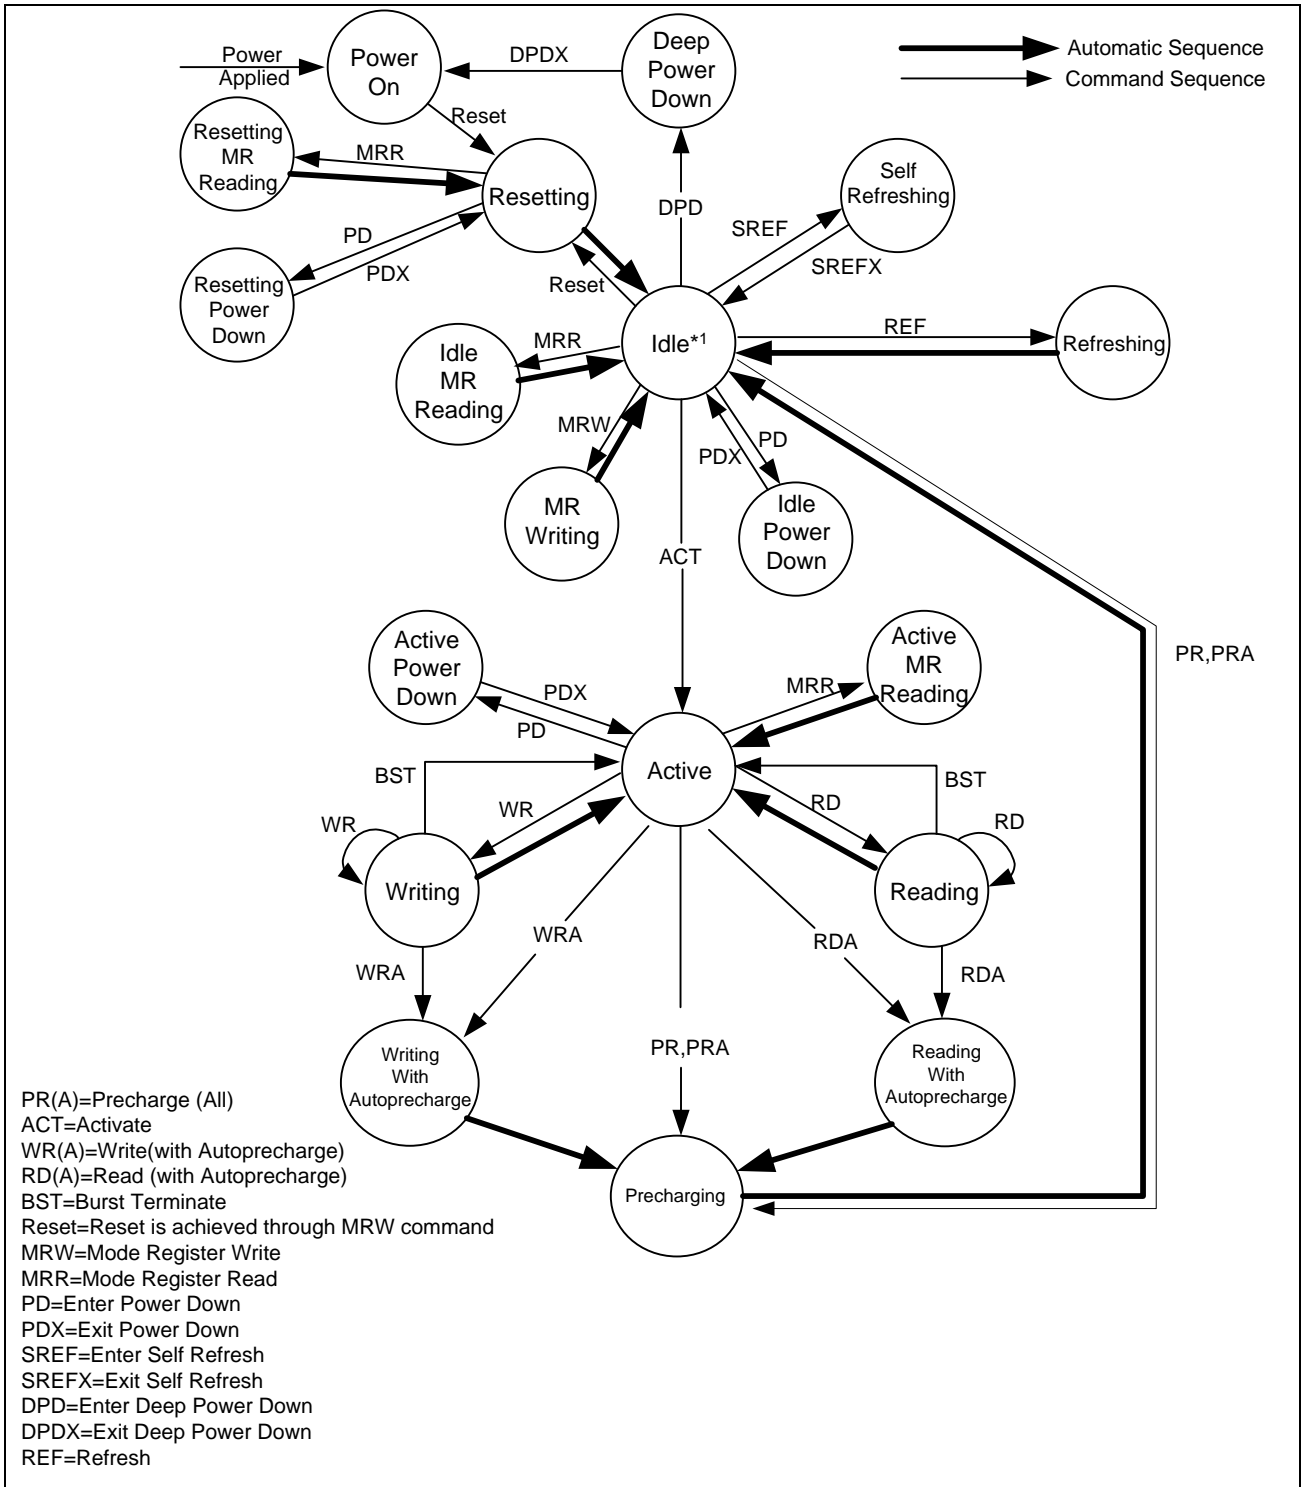 Power
Applied
Power
On
DPDX
Deep
Power
Down
Automatic Sequence
Command Sequence
Reset
Resetting
MR
Reading
MRR
Resetting
DPD
Self
Refreshing
SREF
SREFX
PD
PDX
Resetting
Power
Down
Reset
Idle*1
REF
Refreshing
Idle
MR
Reading
MRR
MRW
PD
PDX
MR
Writing
Idle
Power
Down
ACT
Active
Power
Down
PDX
PD
Active
MR
Reading
MRR
PR,PRA
Active
BST
WR
RD
BST
WR
RD
Writing
Reading
WRA
RDA
WRA
RDA
Writing
With
Autoprecharge
PR,PRA
Reading
With
Autoprecharge
Precharging
PR(A)=Precharge (All)
ACT=Activate
WR(A)=Write(with Autoprecharge)
RD(A)=Read (with Autoprecharge)
BST=Burst Terminate
Reset=Reset is achieved through MRW command
MRW=Mode Register Write
MRR=Mode Register Read
PD=Enter Power Down
PDX=Exit Power Down
SREF=Enter Self Refresh
SREFX=Exit Self Refresh
DPD=Enter Deep Power Down
DPDX=Exit Deep Power Down
REF=Refresh